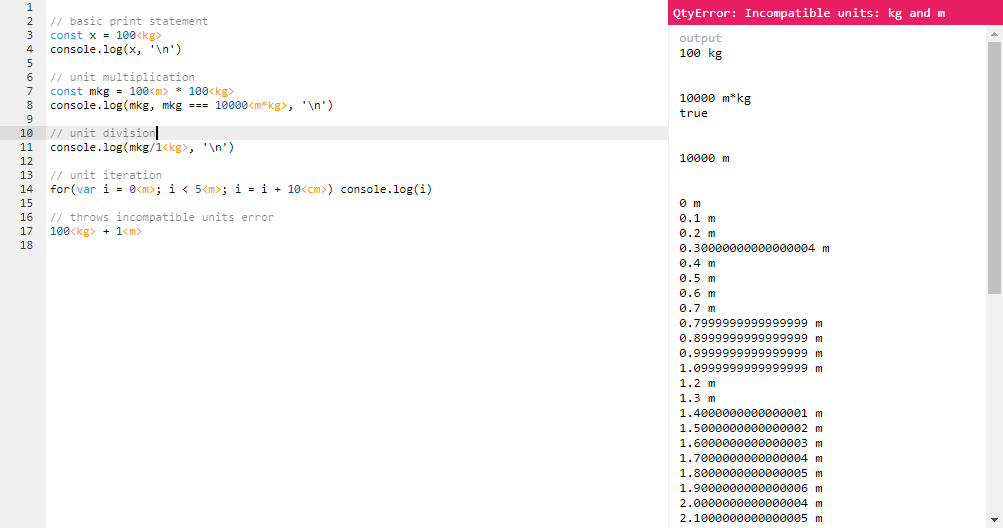 1
2 // basic print statement
3 const x = 100<kg>
4 console.log(x, '\n')
5
6 // unit multiplication
7 const mkg = 100<m> * 100<kg>
8 console.log(mkg, mkg === 10000<m*kg>, '\n')
9
10 // unit division
11 console.log(mkg/1<kg>, '\n')
12
13 // unit iteration
14 for(var i = 0<m>; i < 5<m>; i = i + 10<cm>) console.log(i)
15
16 // throws incompatible units error
17 100<kg> + 1<m>
18
QtyError: Incompatible units: kg and m
output
100 kg
10000 m*kg
true
10000 m
0 m
0.1 m
0.2 m
0.30000000000000004 m
0.4 m
0.5 m
0.6 m
0.7 m
0.7999999999999999 m
0.8999999999999999 m
0.9999999999999999 m
1.0999999999999999 m
1.2 m
1.3 m
1.4000000000000001 m
1.5000000000000002 m
1.6000000000000003 m
1.7000000000000004 m
1.8000000000000005 m
1.9000000000000006 m
2.0000000000000004 m
2.1000000000000005 m